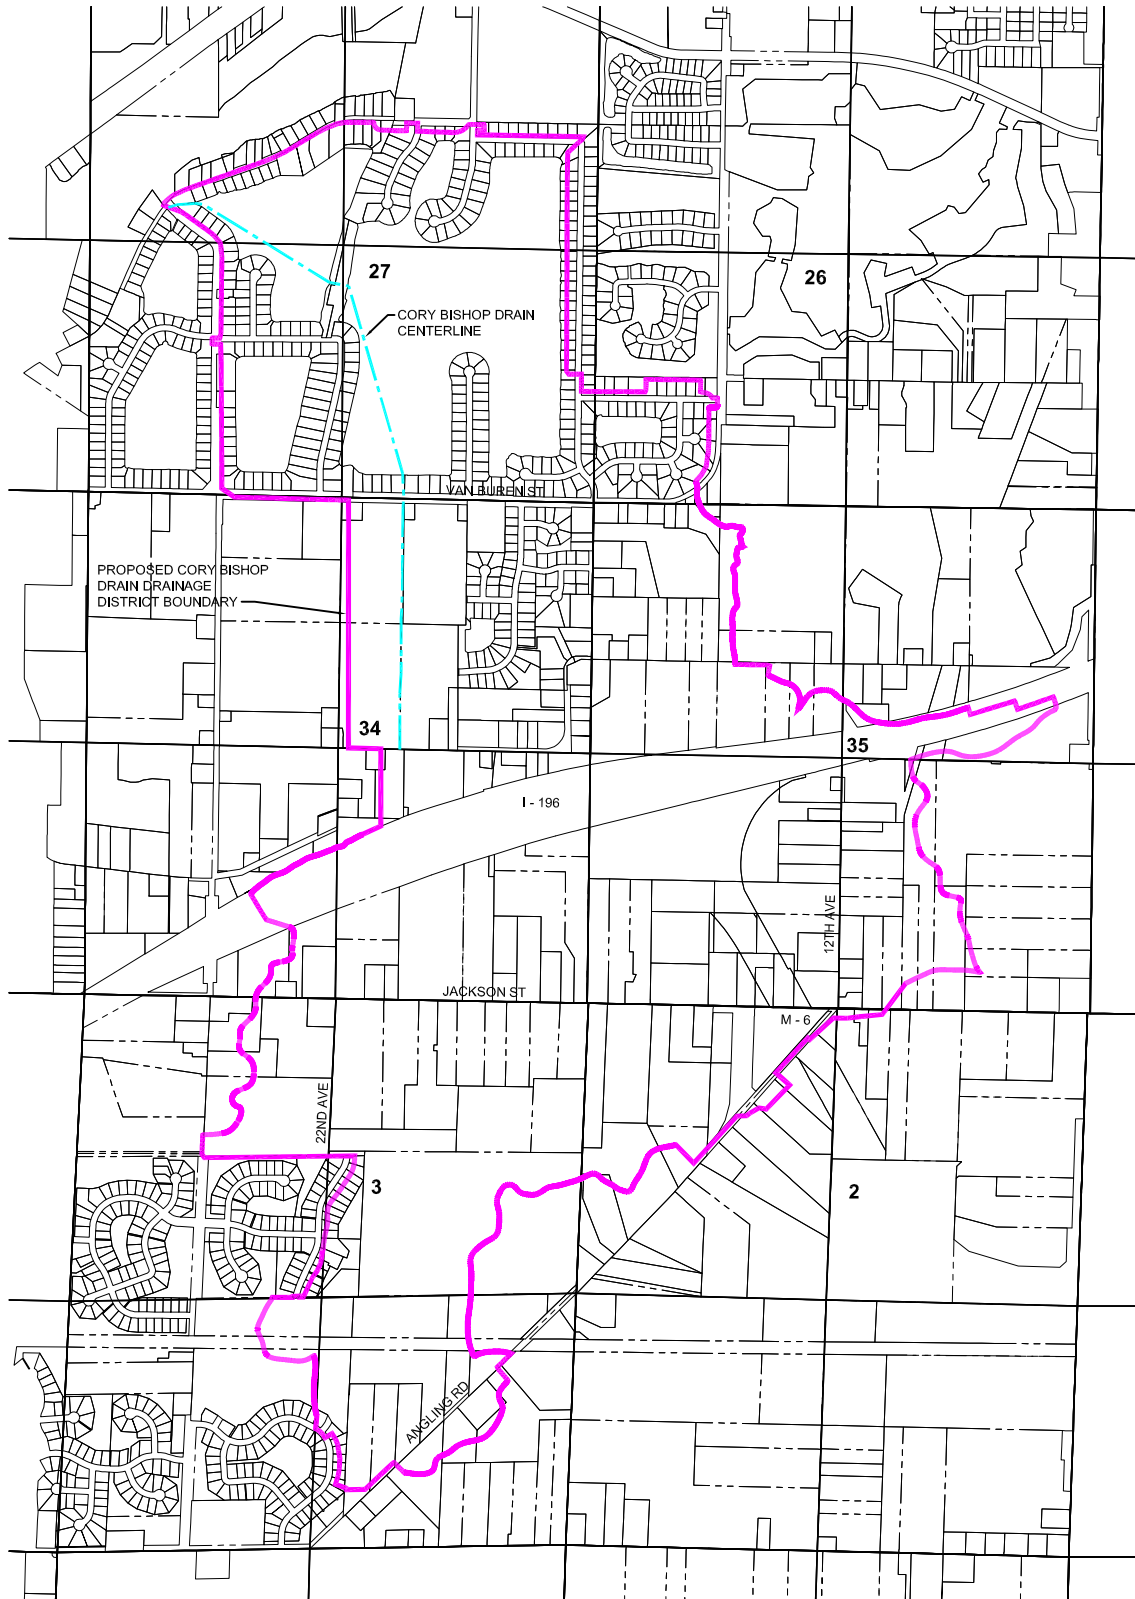 27
26
CORY BISHOP DRAIN
CENTERLINE
VAN BUREN ST
PROPOSED CORY BISHOP
DRAIN DRAINAGE
DISTRICT BOUNDARY
34
35
I - 196
12TH AVE
JACKSON ST
M - 6
22ND AVE
3
2
ANGLING RD